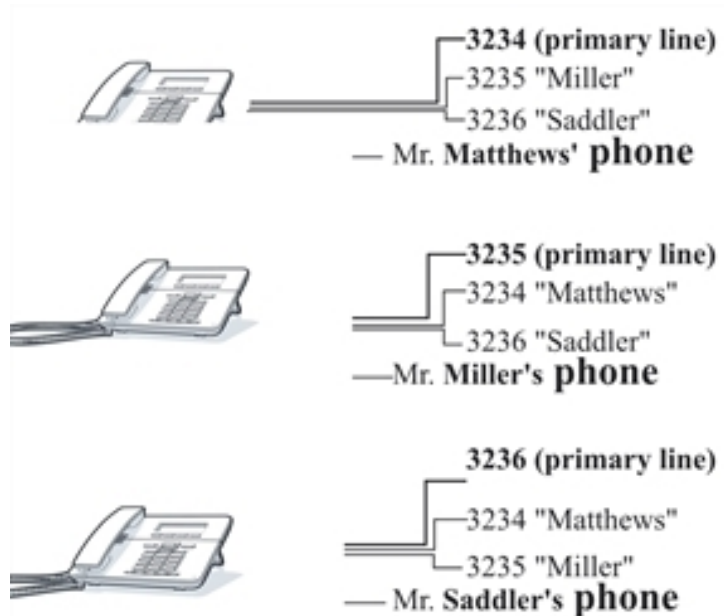 3234 (primary line)
3235 "Miller"
3236 "Saddler"
— Mr. Matthews' phone
3235 (primary line)
3234 "Matthews"
3236 "Saddler"
—Mr. Miller's phone
3236 (primary line)
3234 "Matthews"
3235 "Miller"
— Mr. Saddler's phone